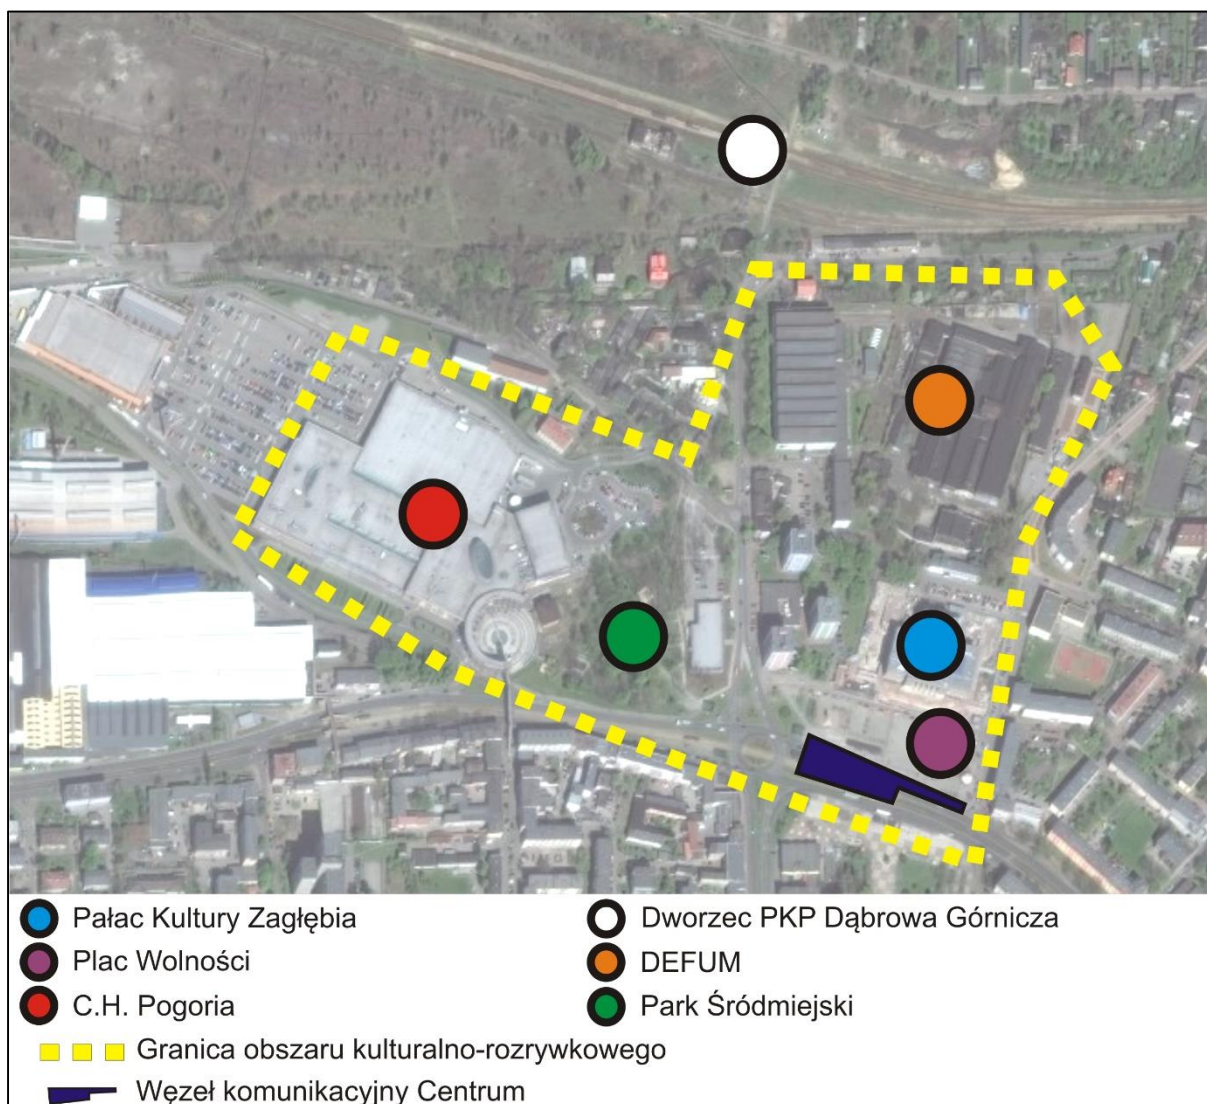 Pałac Kultury Zagłębia
Plac Wolności
C.H. Pogoria
Dworzec PKP Dąbrowa Górnicza
DEFUM
Park Śródmiejski
Granica obszaru kulturalno-rozrywkowego
Węzeł komunikacyjny Centrum